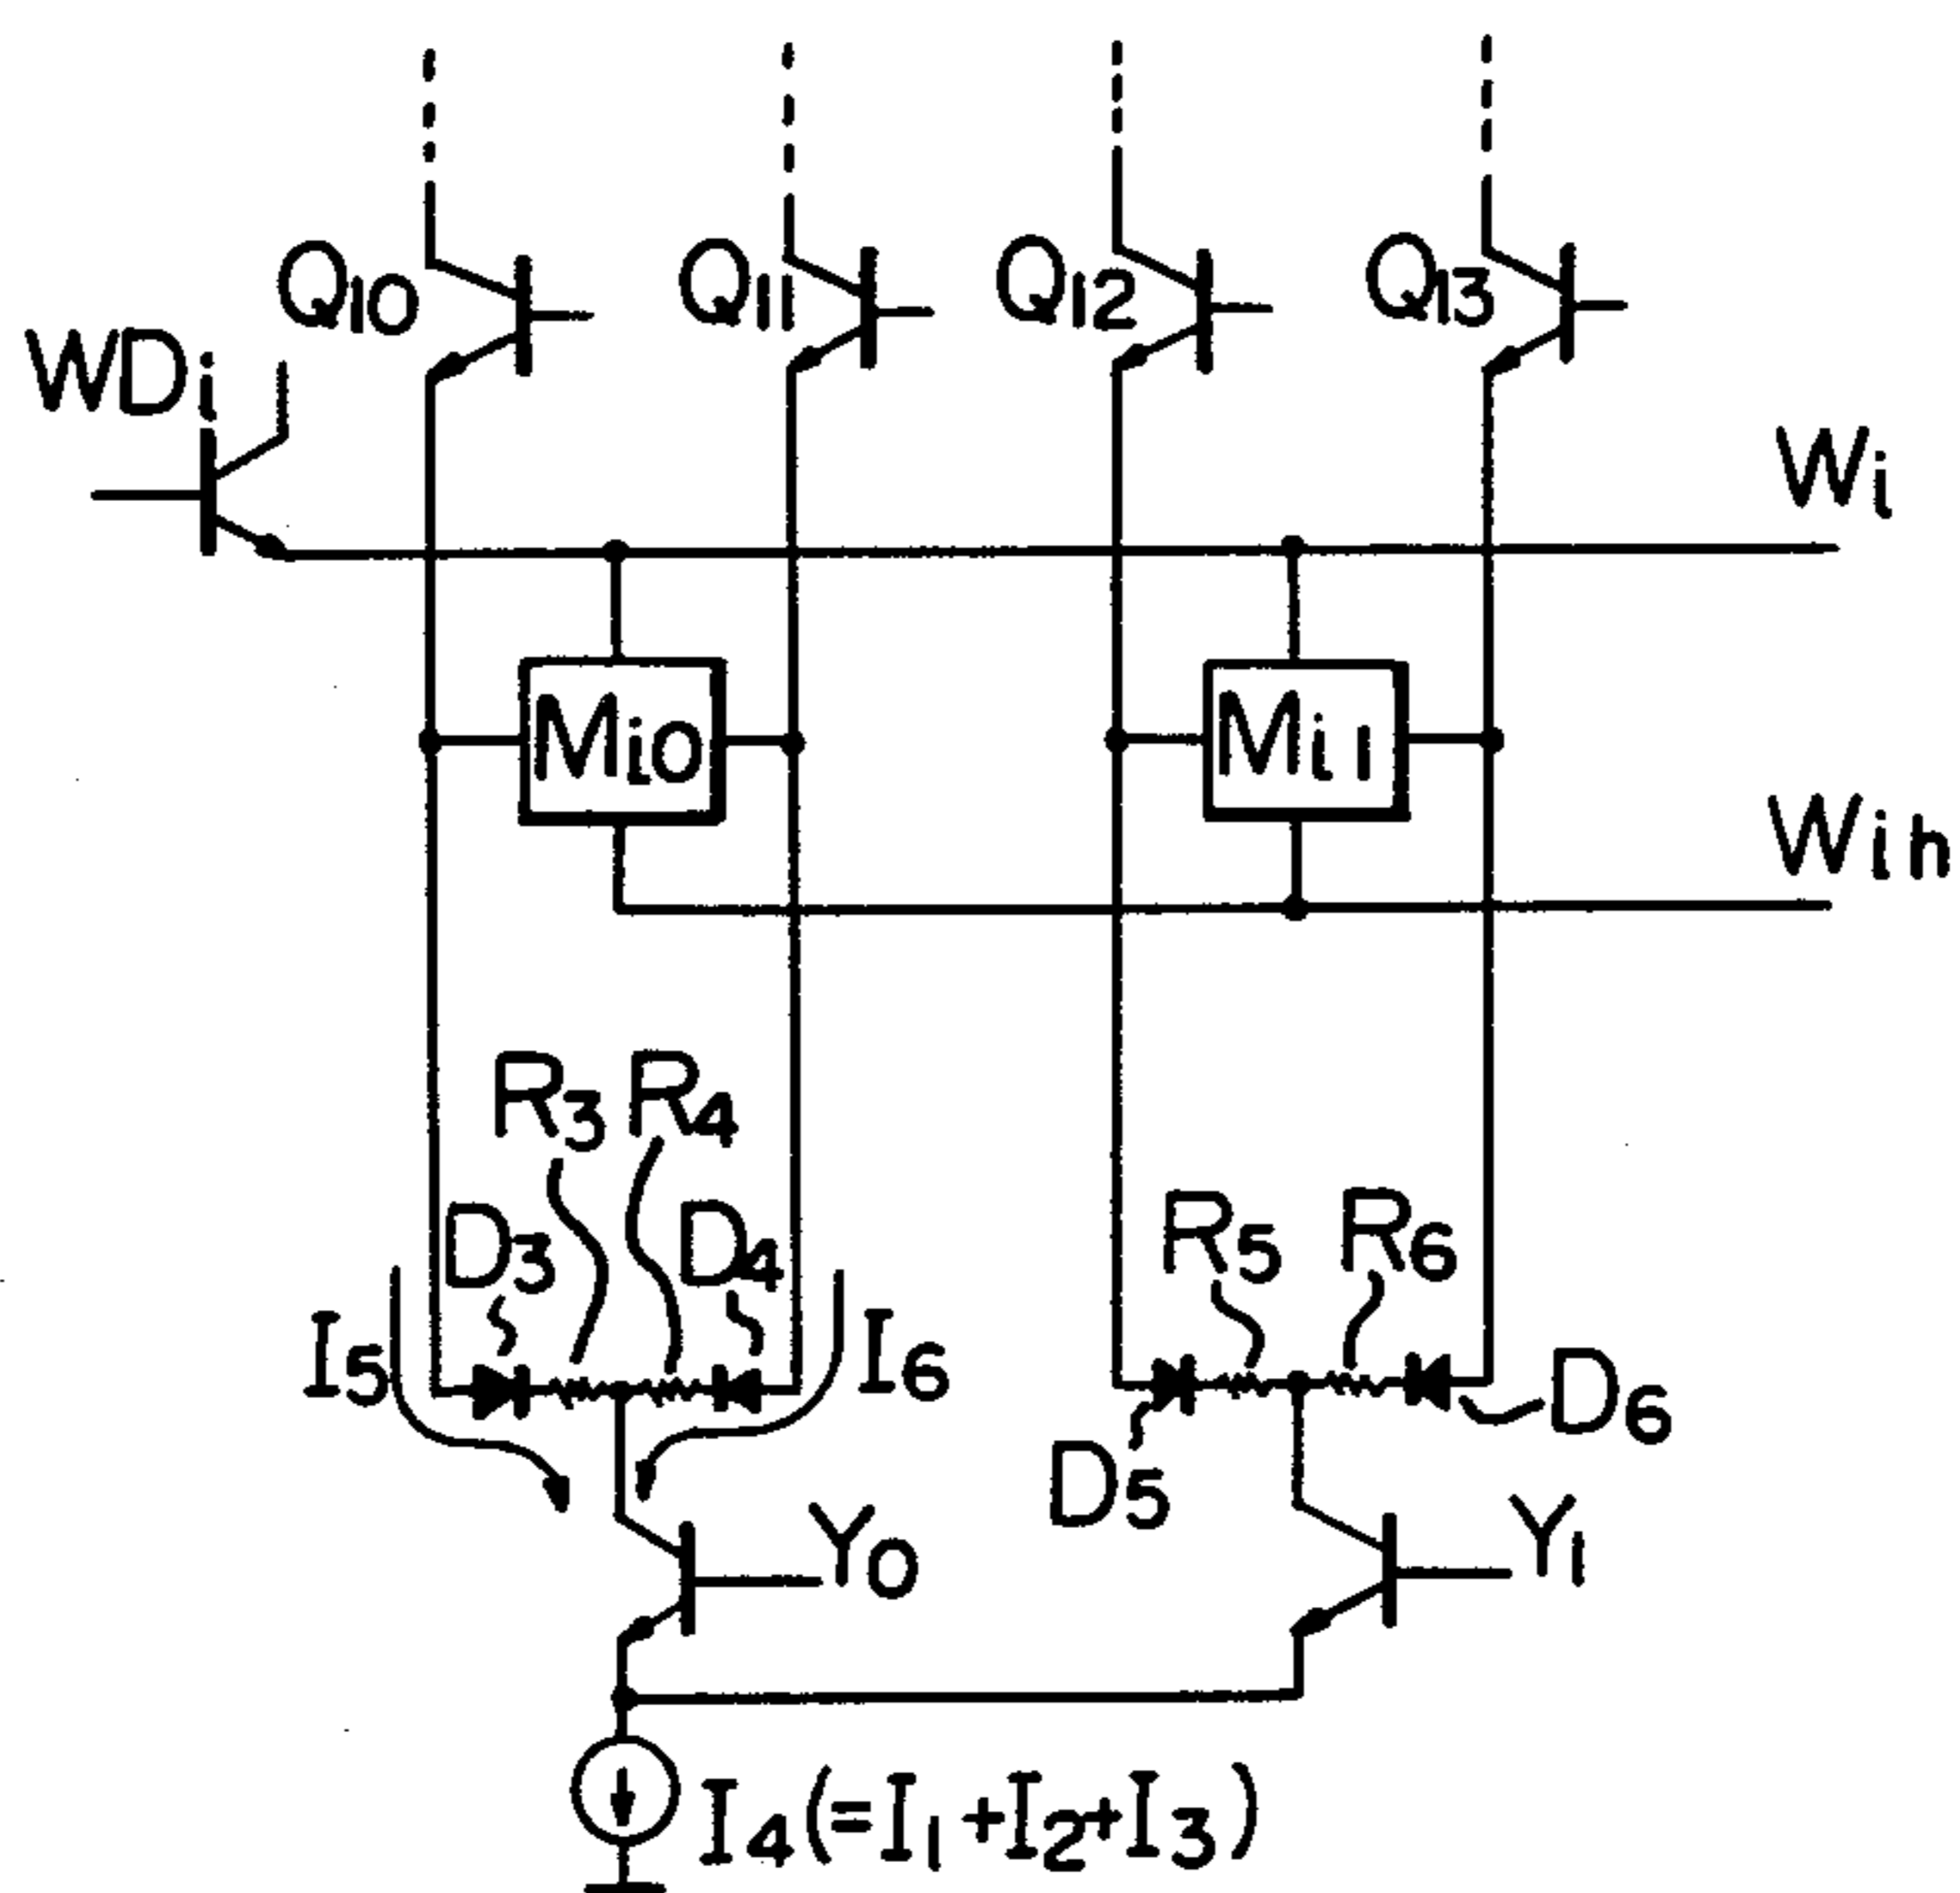 Q10 Q11 Q12 Q13
WDi
Wi
Mi0 Mi1
Wih
R3 R4
D3 D4
R5 R6
I5 I6
D5 D6
Y0 Y1
I4(=I1+I2+I3)